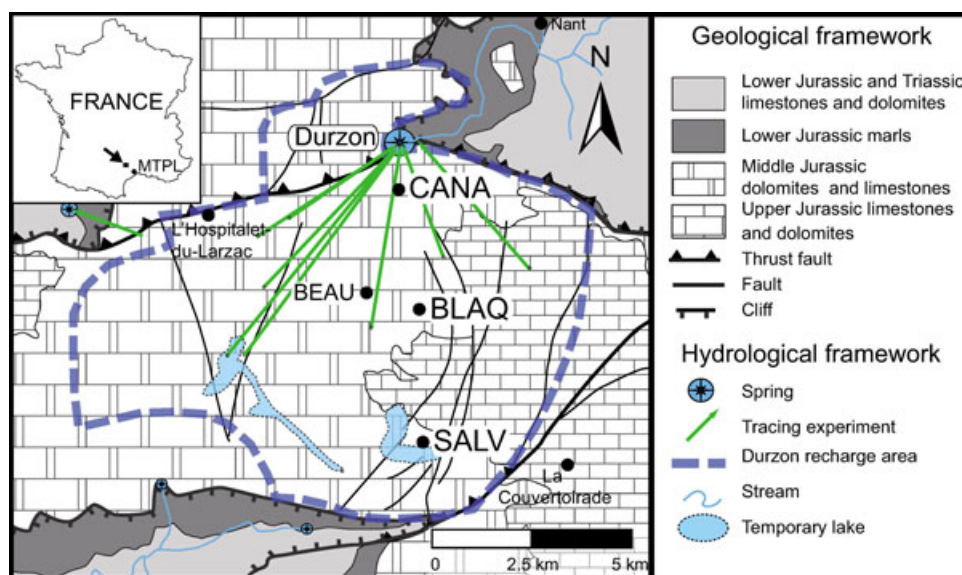 FRANCE
MTPL
Nant
N
Durzon
CANA
L'Hospitalet-
du-Larzac
BEAU
BLAQ
SALV
La
Couvertoirade
0
2.5 km
5 km
Geological framework
Lower Jurassic and Triassic
limestones and dolomites
Lower Jurassic marls
Middle Jurassic
dolomites and limestones
Upper Jurassic limestones
and dolomites
Thrust fault
Fault
Cliff
Hydrological framework
Spring
Tracing experiment
Durzon recharge area
Stream
Temporary lake